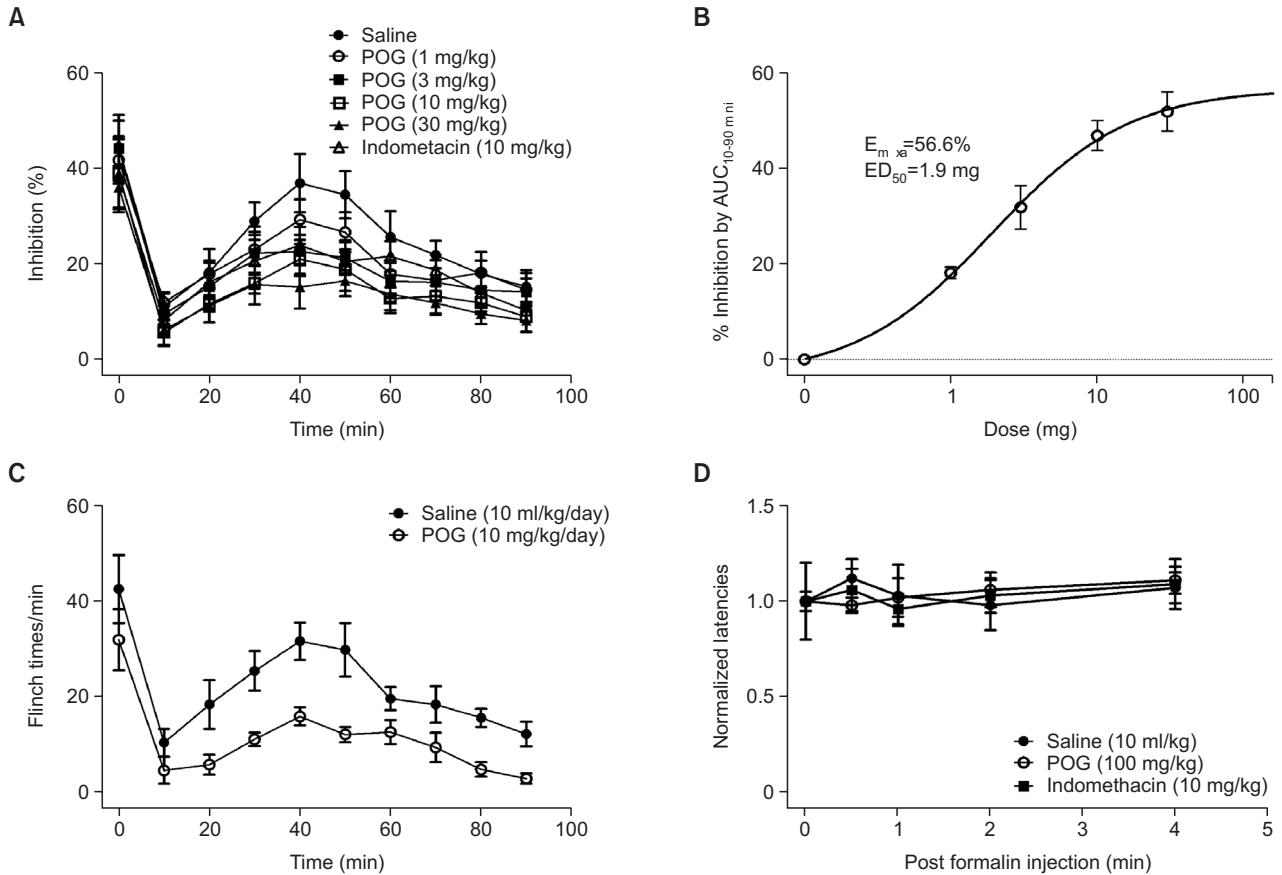 A
Saline
POG (1 mg/kg)
POG (3 mg/kg)
POG (10 mg/kg)
POG (30 mg/kg)
Indometacin (10 mg/kg)
60
40
20
0
Inhibition (%)
0 20 40 60 80 100
Time (min)
B
60
40
20
0
% Inhibition by AUC10-90 mni
Em xa=56.6%
ED50=1.9 mg
0 1 10 100
Dose (mg)
C
Saline (10 ml/kg/day)
POG (10 mg/kg/day)
60
40
20
0
Flinch times/min
0 20 40 60 80 100
Time (min)
D
1.5
1.0
0.5
0
Normalized latencies
Saline (10 ml/kg)
POG (100 mg/kg)
Indomethacin (10 mg/kg)
0 1 2 3 4 5
Post formalin injection (min)